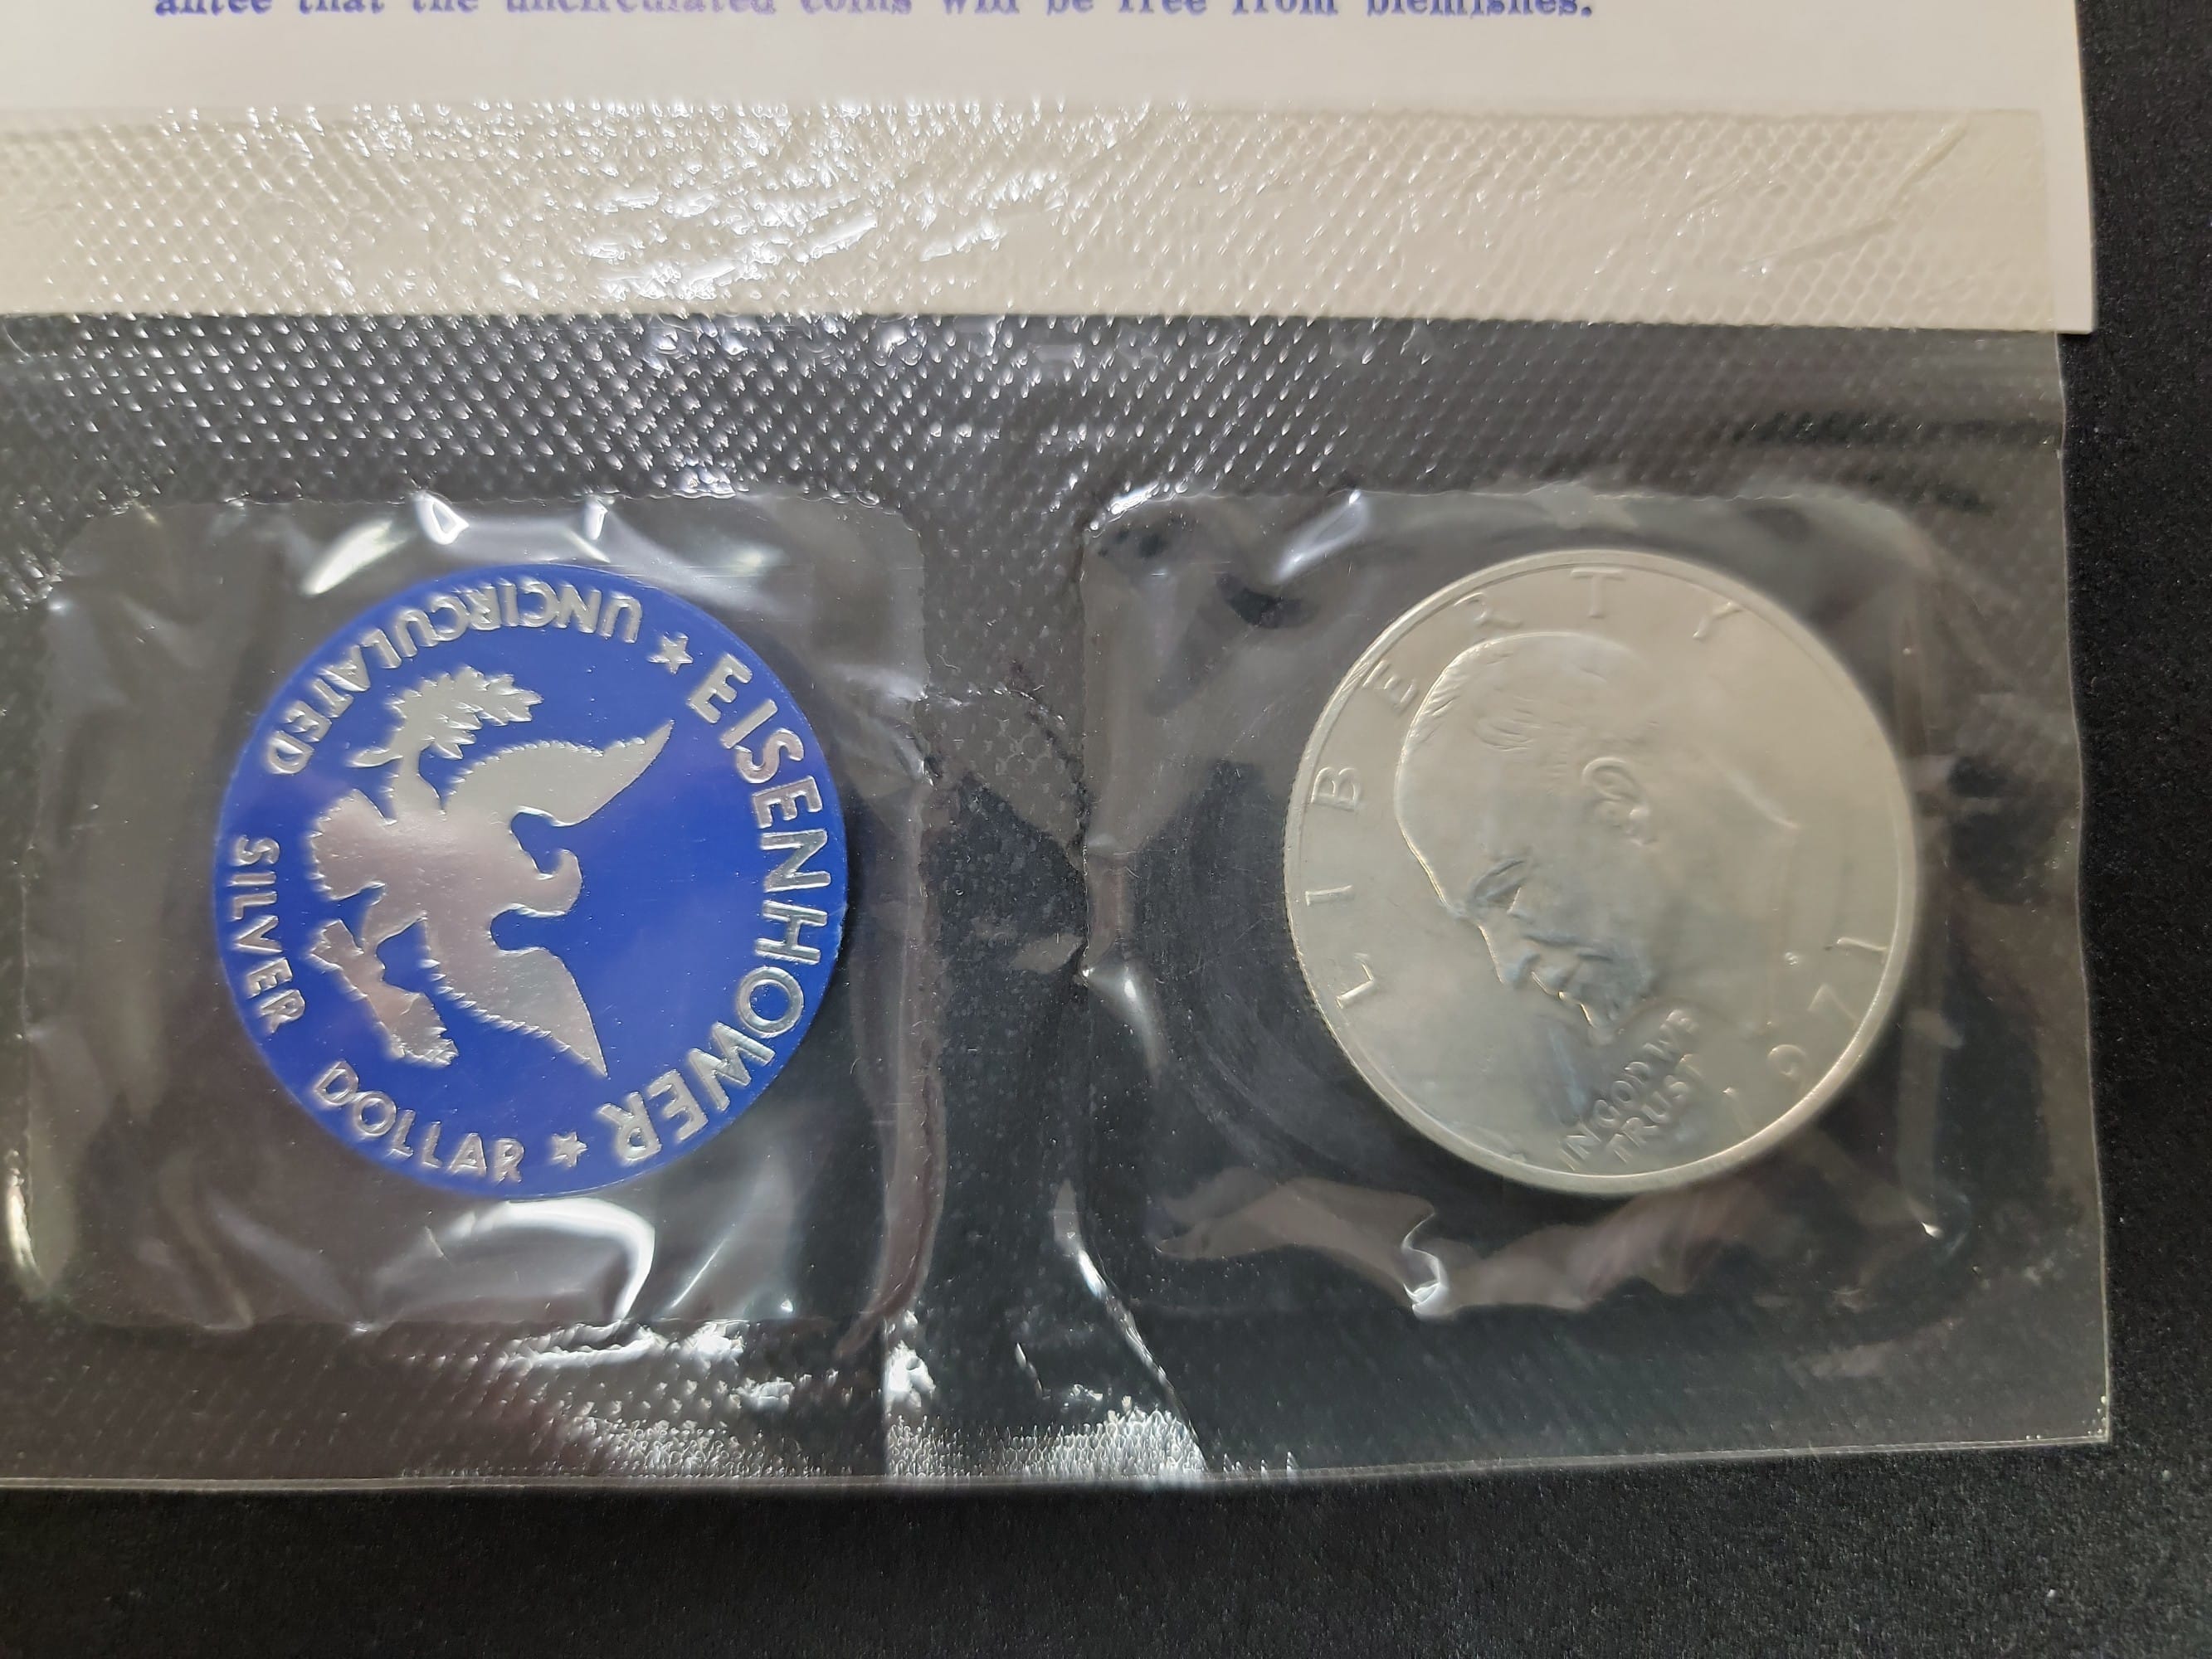 antee that the uncirculated coins will be free from blemishes.
★ EISENHOWER ★
UNCIRCULATED SILVER DOLLAR
LIBERTY
IN GOD WE
TRUST
1971